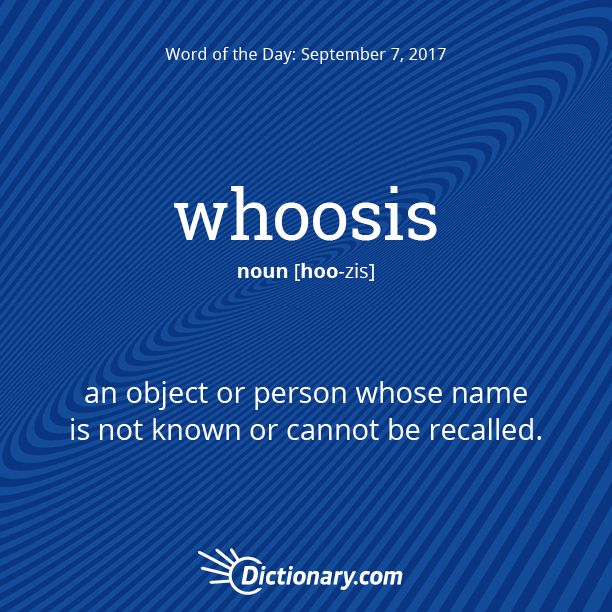 Word of the Day: September 7, 2017
whoosis
noun [hoo-zis]
an object or person whose name
is not known or cannot be recalled.
Dictionary.com